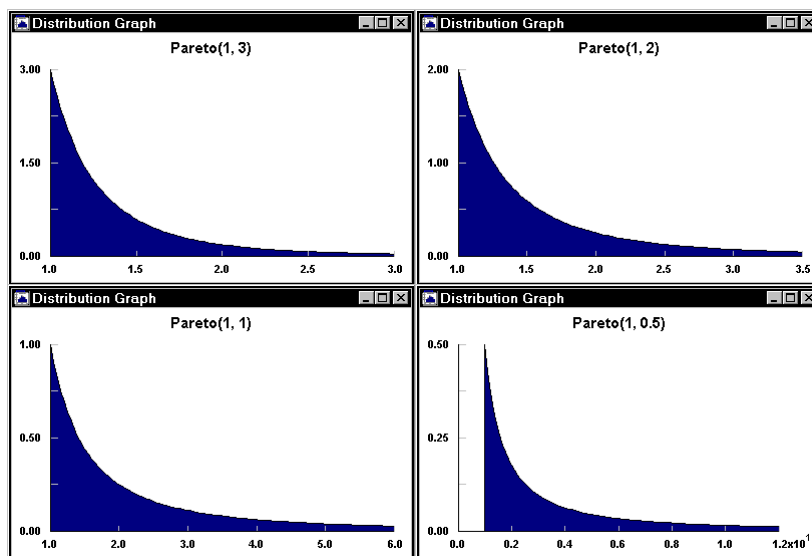 Distribution Graph
Pareto(1, 3)
3.00
1.50
0.00
1.0 1.5 2.0 2.5 3.0
Distribution Graph
Pareto(1, 2)
2.00
1.00
0.00
1.0 1.5 2.0 2.5 3.0 3.5
Distribution Graph
Pareto(1, 1)
1.00
0.50
0.00
1.0 2.0 3.0 4.0 5.0 6.0
Distribution Graph
Pareto(1, 0.5)
0.50
0.25
0.00
0.0 0.2 0.4 0.6 0.8 1.0 1.2x10¹